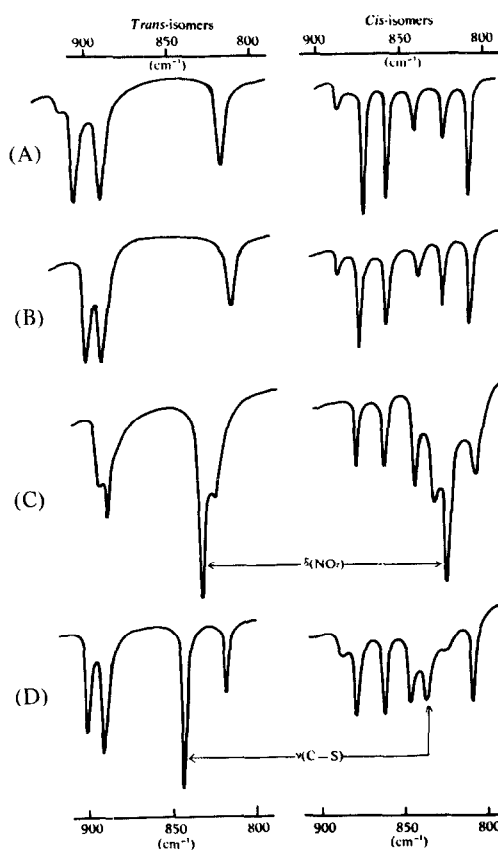 Trans-isomers
Cis-isomers
900 850 800
(cm⁻¹)
900 850 800
(cm⁻¹)
(A)
(B)
(C)
δ(NO₂)
(D)
ν(C—S)
900 850 800
(cm⁻¹)
900 850 800
(cm⁻¹)